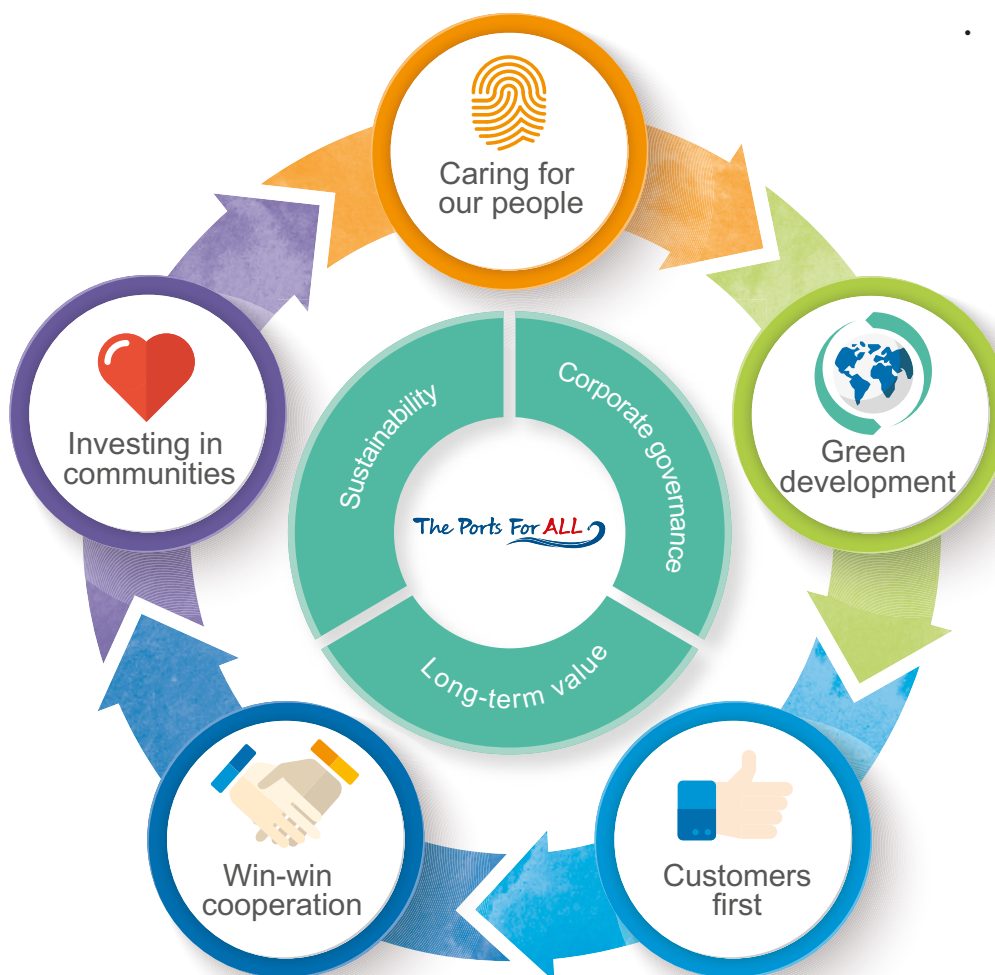 Caring for
our people
Green
development
Customers
first
Win-win
cooperation
Investing in
communities
Sustainability
Corporate governance
Long-term value
The Ports For ALL